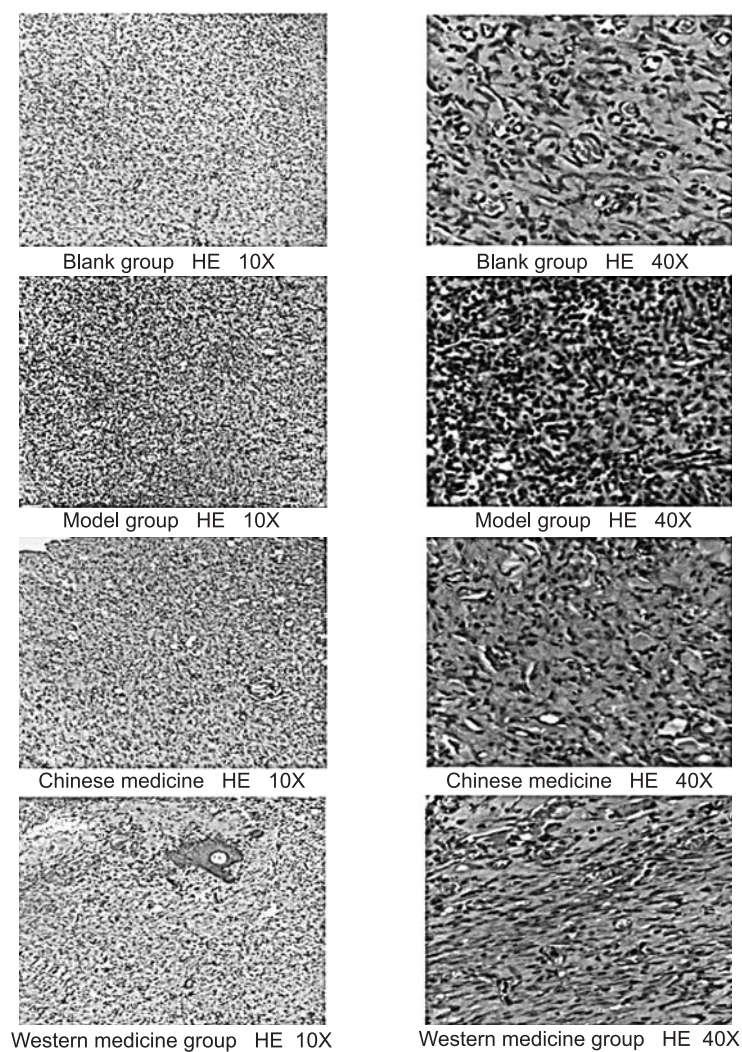 Blank group HE 10X
Blank group HE 40X
Model group HE 10X
Model group HE 40X
Chinese medicine HE 10X
Chinese medicine HE 40X
Western medicine group HE 10X
Western medicine group HE 40X